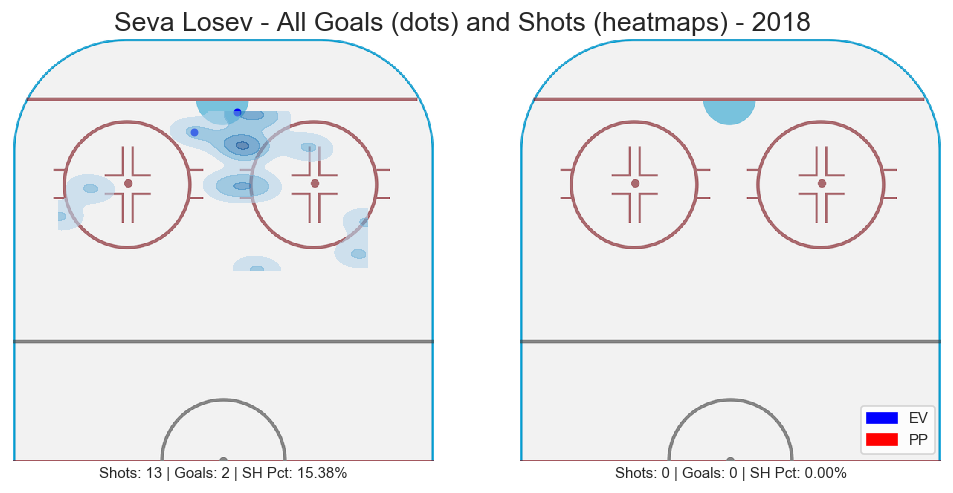 Seva Losev - All Goals (dots) and Shots (heatmaps) - 2018
EV
PP
Shots: 13 | Goals: 2 | SH Pct: 15.38%
Shots: 0 | Goals: 0 | SH Pct: 0.00%